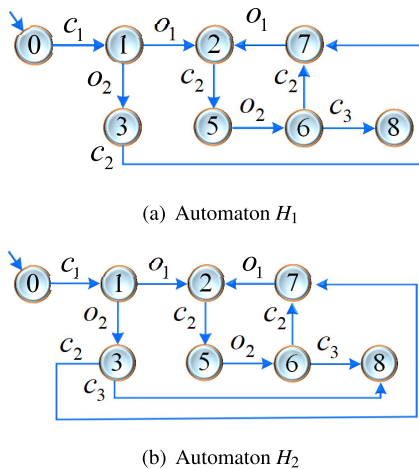 c₁ o₁ o₁
0 1 2 7
o₂ c₂ c₂
3 5 o₂ 6 c₃ 8
c₂
(a) Automaton H₁
c₁ o₁ o₁
0 1 2 7
c₂ o₂ c₂ c₂
3 5 o₂ 6 c₃ 8
c₃
(b) Automaton H₂